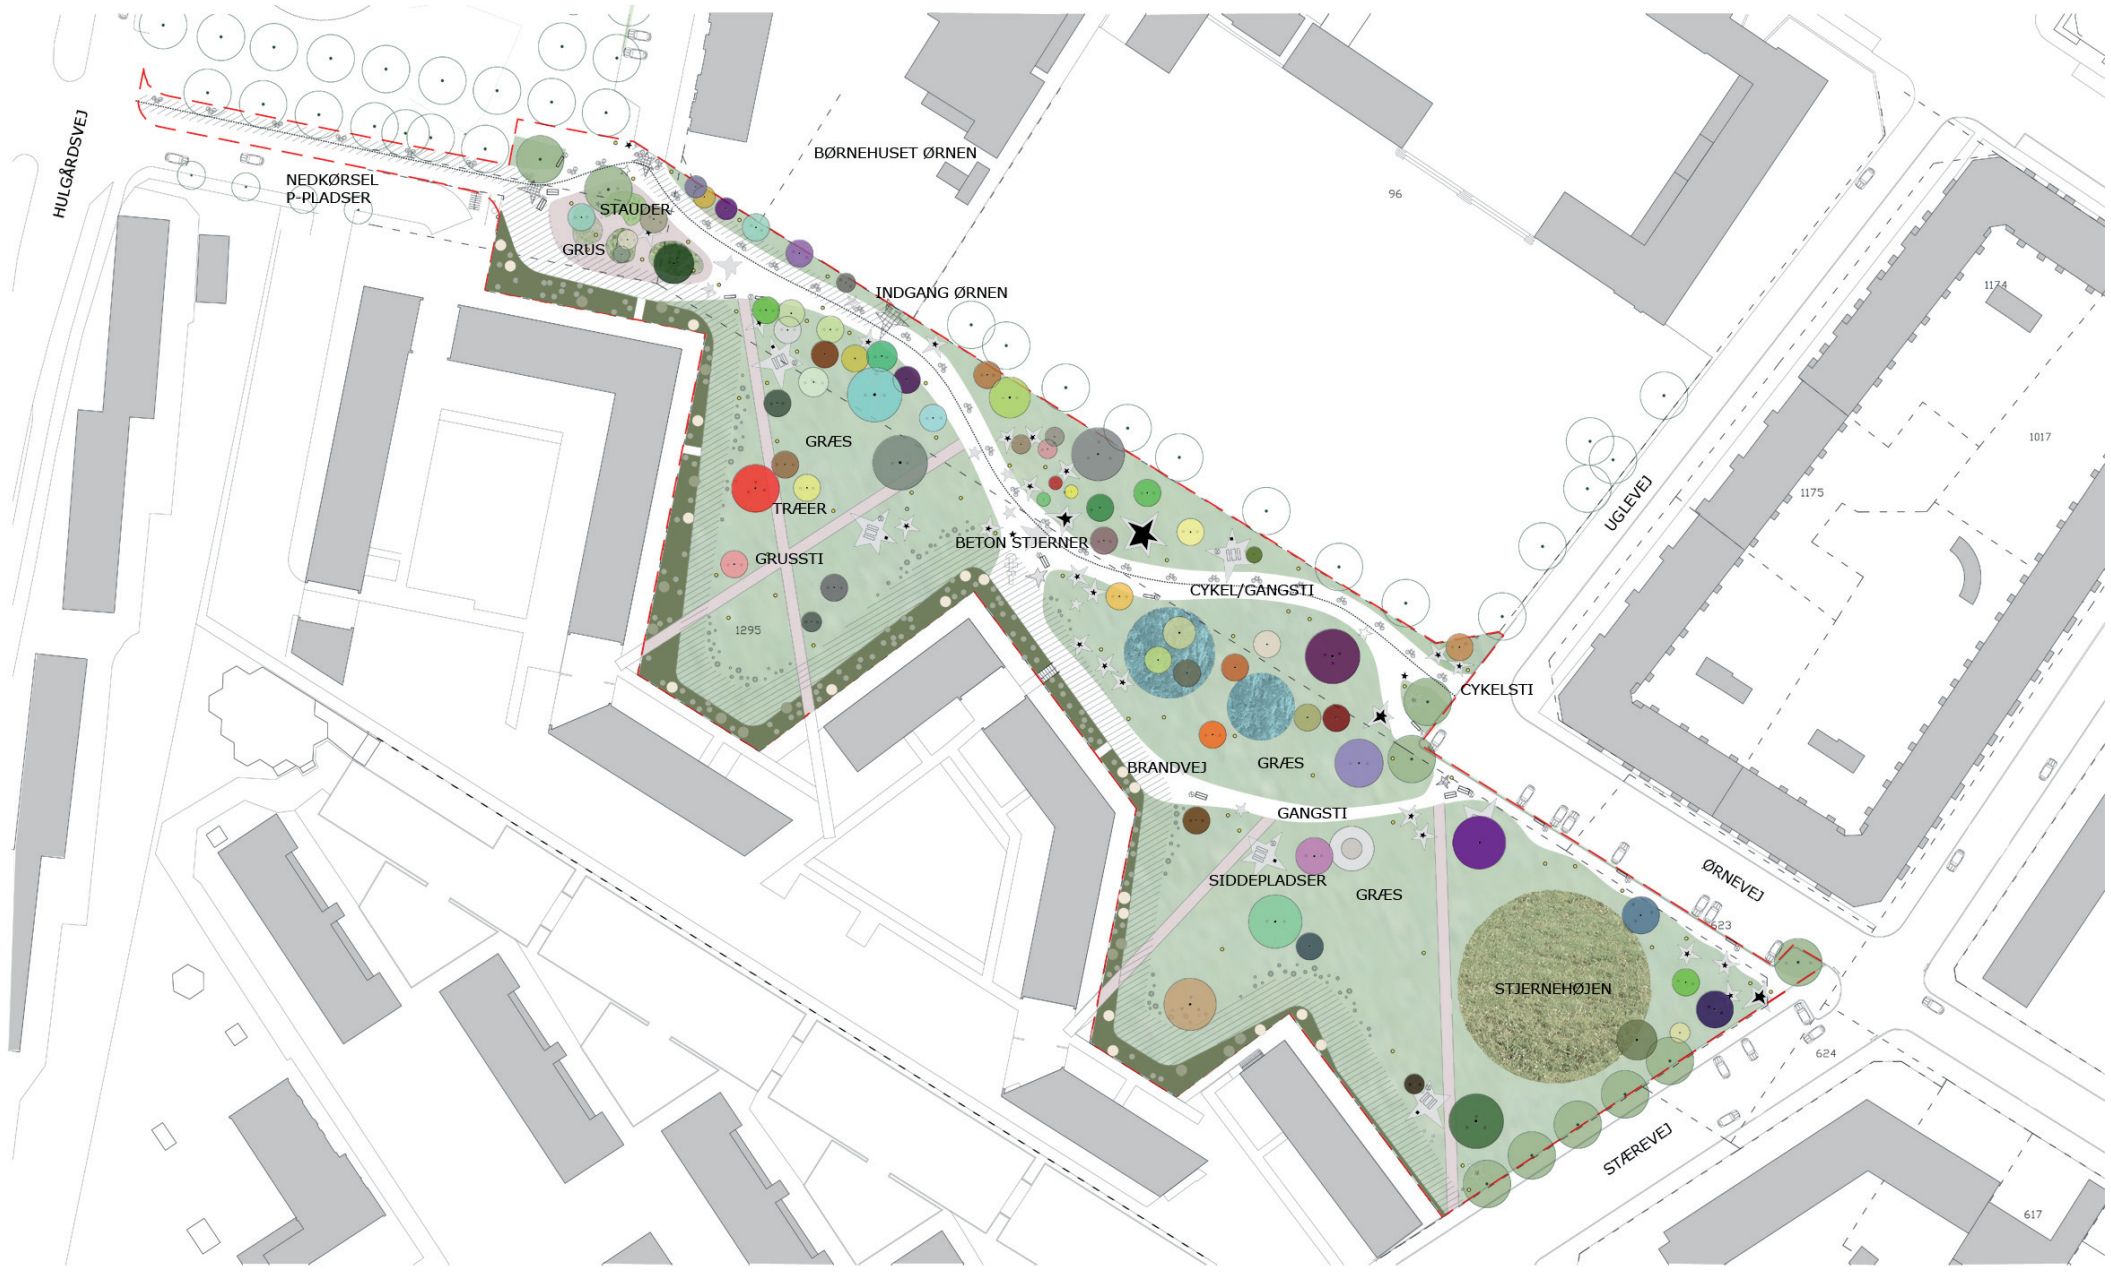 HULGÅRDSVEJ
NEDKØRSEL
P-PLADSER
BØRNEHUSET ØRNEN
96
STAUDER
GRUS
INDGANG ØRNEN
1174
1017
1175
UGLEVEJ
GRÆS
TRÆER
BETON STJERNER
GRUSSTI
CYKEL/GANGSTI
1295
CYKELSTI
BRANDVEJ
GRÆS
GANGSTI
SIDDEPLADSER
GRÆS
ØRNEVEJ
623
STJERNEHØJEN
624
STÆREVEJ
617